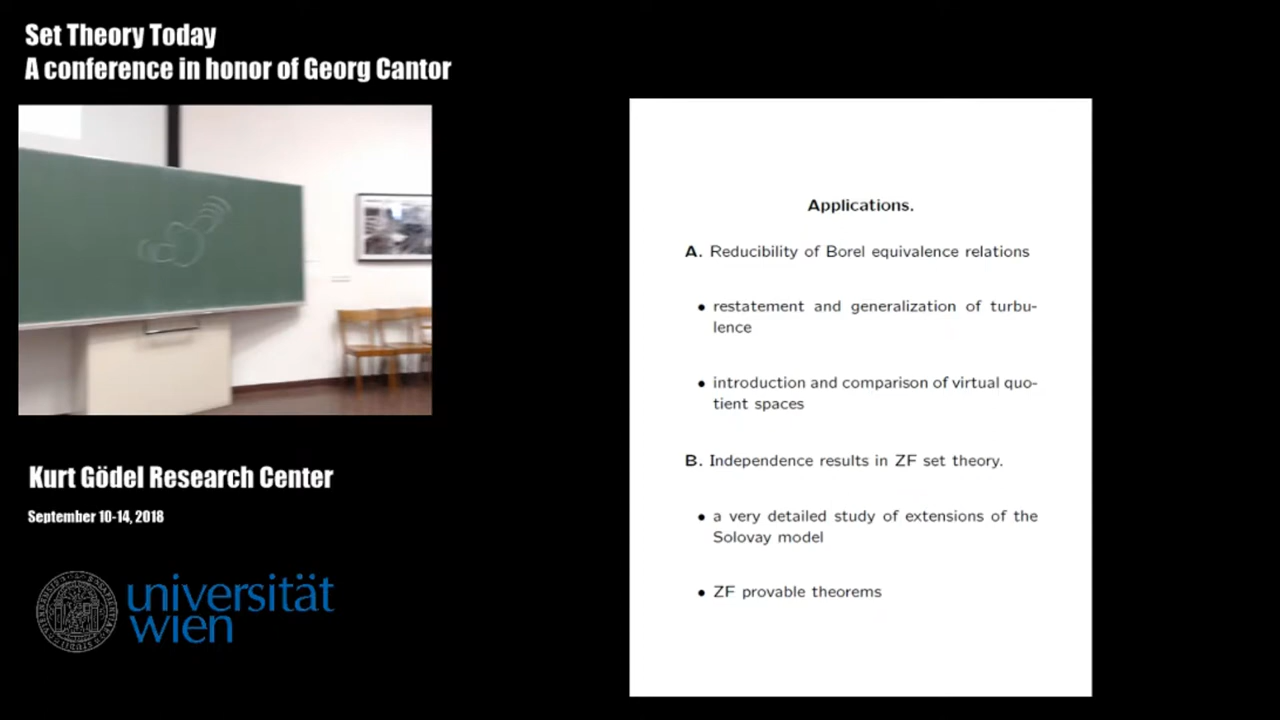 Set Theory Today
A conference in honor of Georg Cantor
Kurt Gödel Research Center
September 10-14, 2018
universität
wien
Applications.
A. Reducibility of Borel equivalence relations
• restatement and generalization of turbu-
lence
• introduction and comparison of virtual quo-
tient spaces
B. Independence results in ZF set theory.
• a very detailed study of extensions of the
Solovay model
• ZF provable theorems